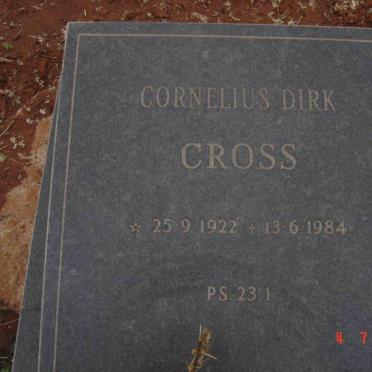 CORNELIUS DIRK
CROSS
☆ 25·9·1922 + 13·6·1984
PS. 23:1
4 7